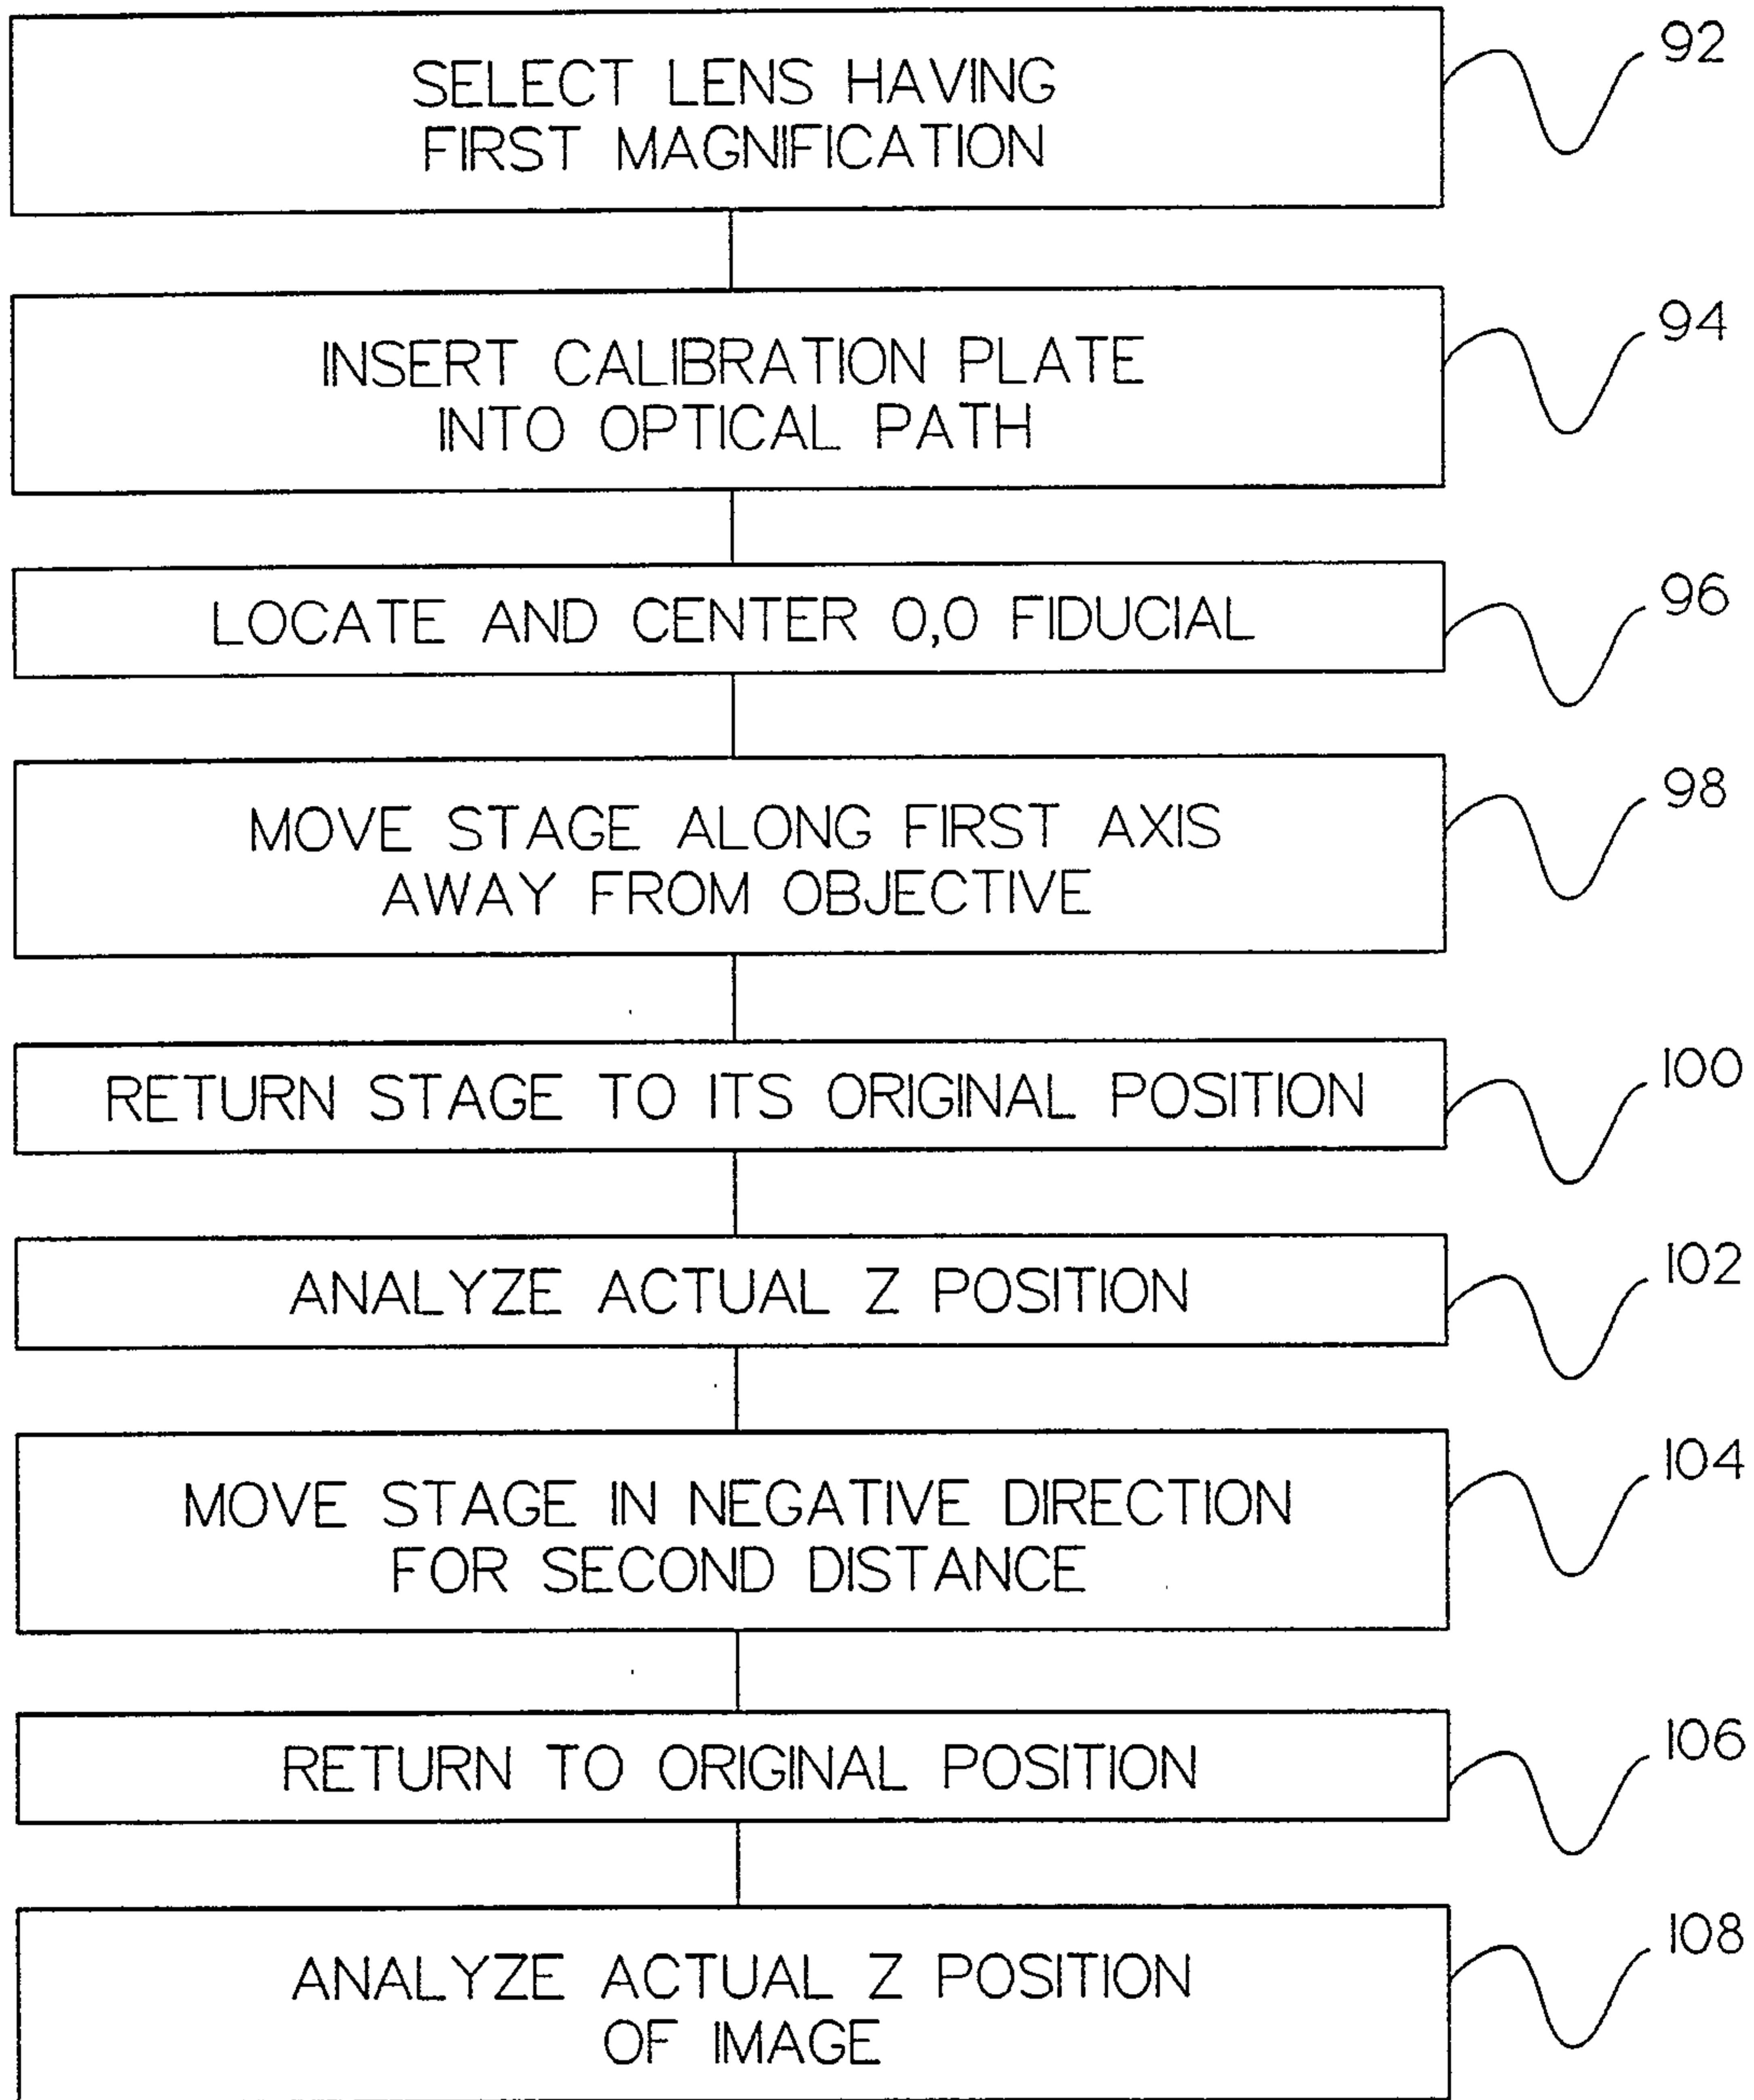 SELECT LENS HAVING
FIRST MAGNIFICATION
92
INSERT CALIBRATION PLATE
INTO OPTICAL PATH
94
LOCATE AND CENTER 0,0 FIDUCIAL
96
MOVE STAGE ALONG FIRST AXIS
AWAY FROM OBJECTIVE
98
RETURN STAGE TO ITS ORIGINAL POSITION
100
ANALYZE ACTUAL Z POSITION
102
MOVE STAGE IN NEGATIVE DIRECTION
FOR SECOND DISTANCE
104
RETURN TO ORIGINAL POSITION
106
ANALYZE ACTUAL Z POSITION
OF IMAGE
108